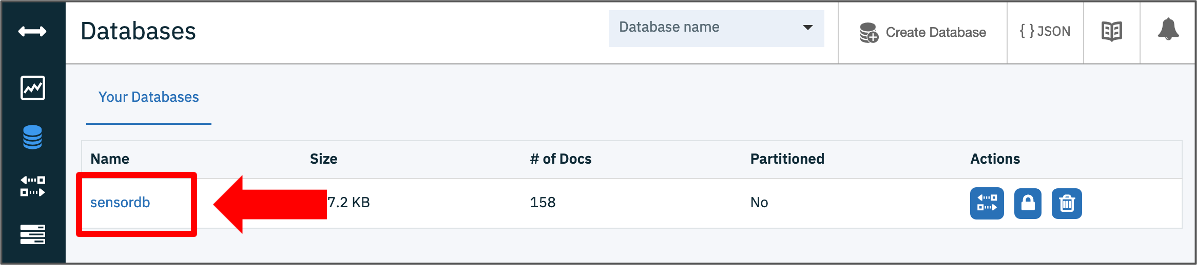 Databases
Database name
Create Database
{ } JSON
Your Databases
Name Size # of Docs Partitioned Actions
sensordb 7.2 KB 158 No